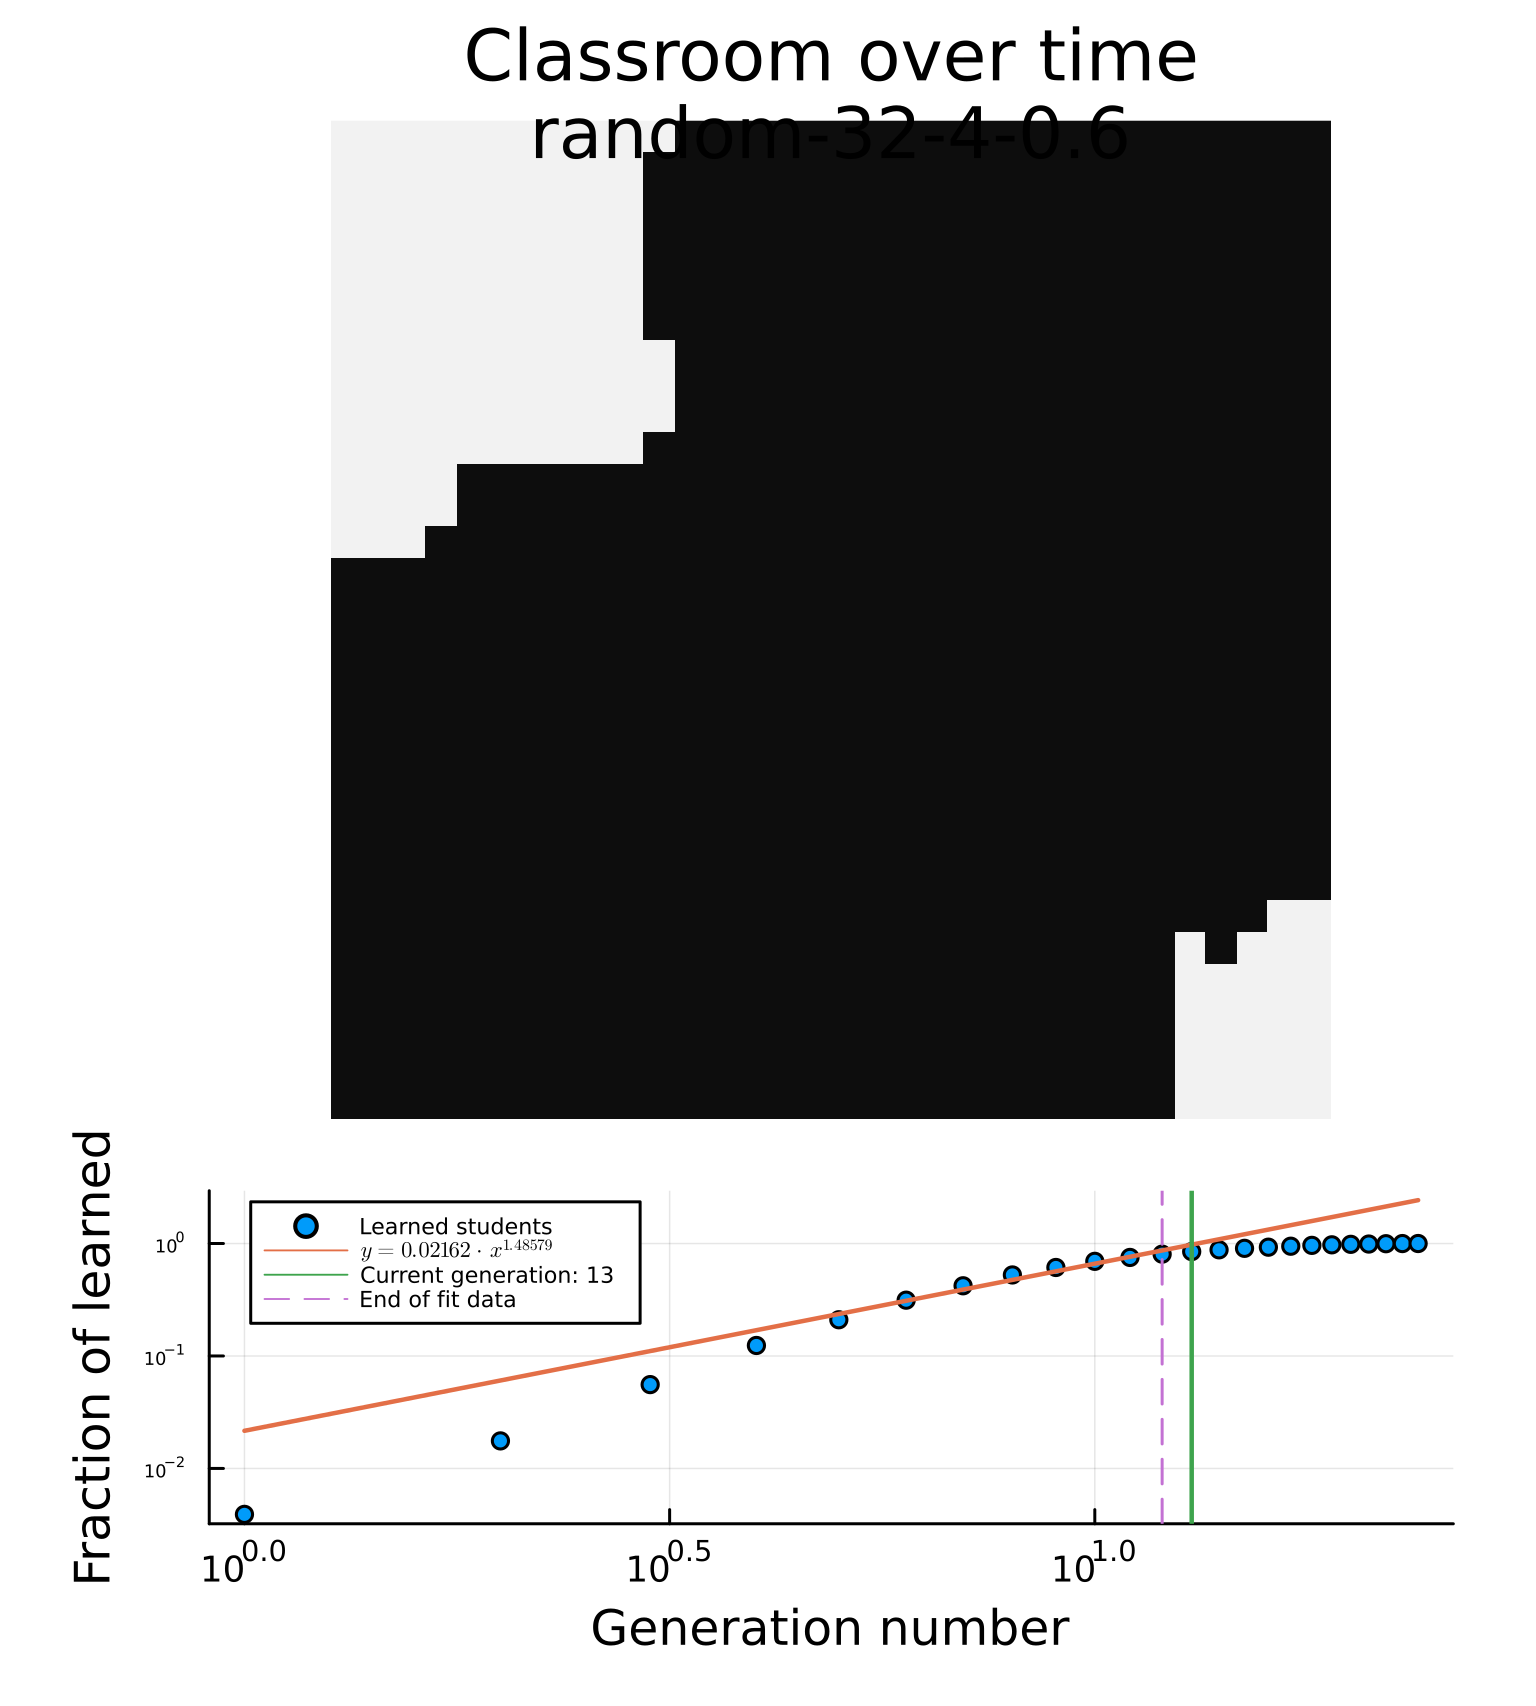 Classroom over time
random-32-4-0.6
Fraction of learned
10^0
10^−1
10^−2
Learned students
y = 0.02162 · x^1.48579
Current generation: 13
End of fit data
10^0.0
10^0.5
10^1.0
Generation number